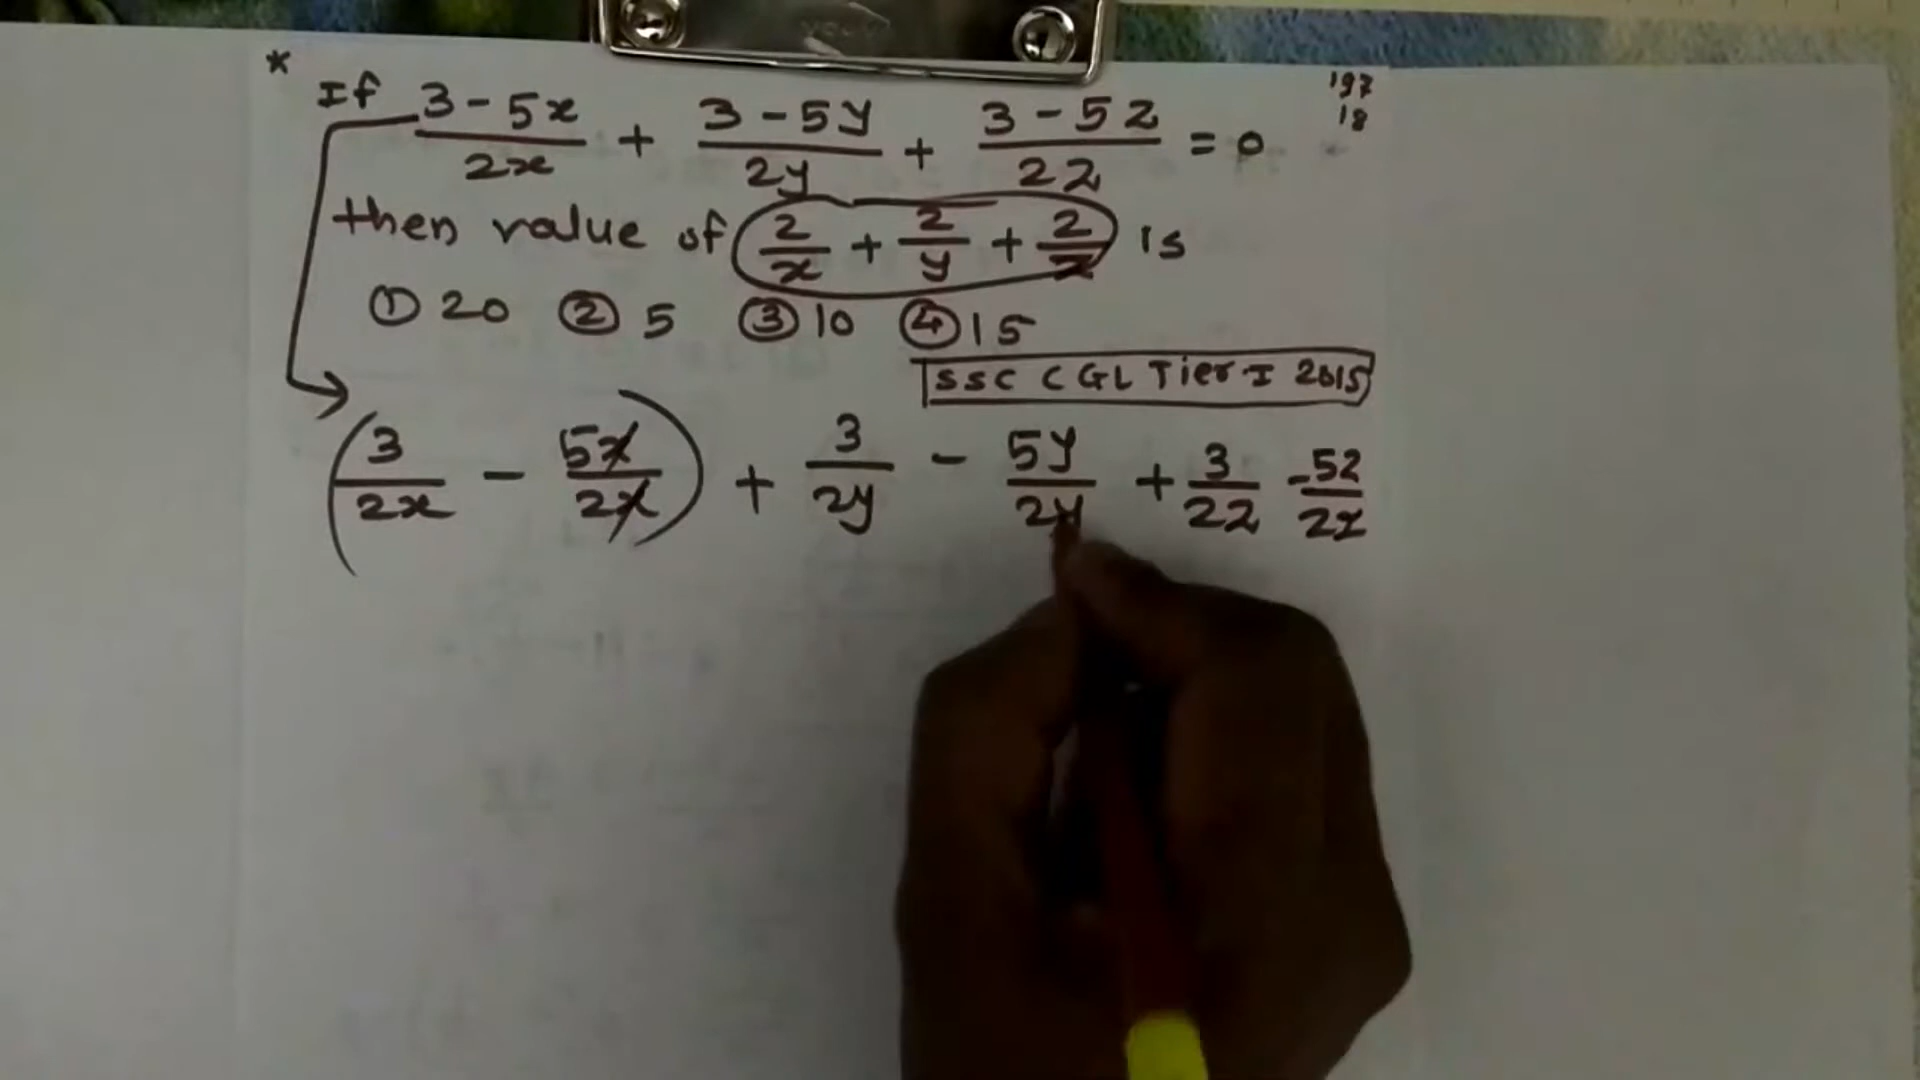 * If 3-5x/2x + 3-5y/2y + 3-5z/2z = 0
197
18
then value of (2/x + 2/y + 2/z) is
① 20 ② 5 ③ 10 ④ 15
SSC CGL Tier I 2015
(3/2x - 5x/2x) + 3/2y - 5y/2y + 3/2z - 5z/2z